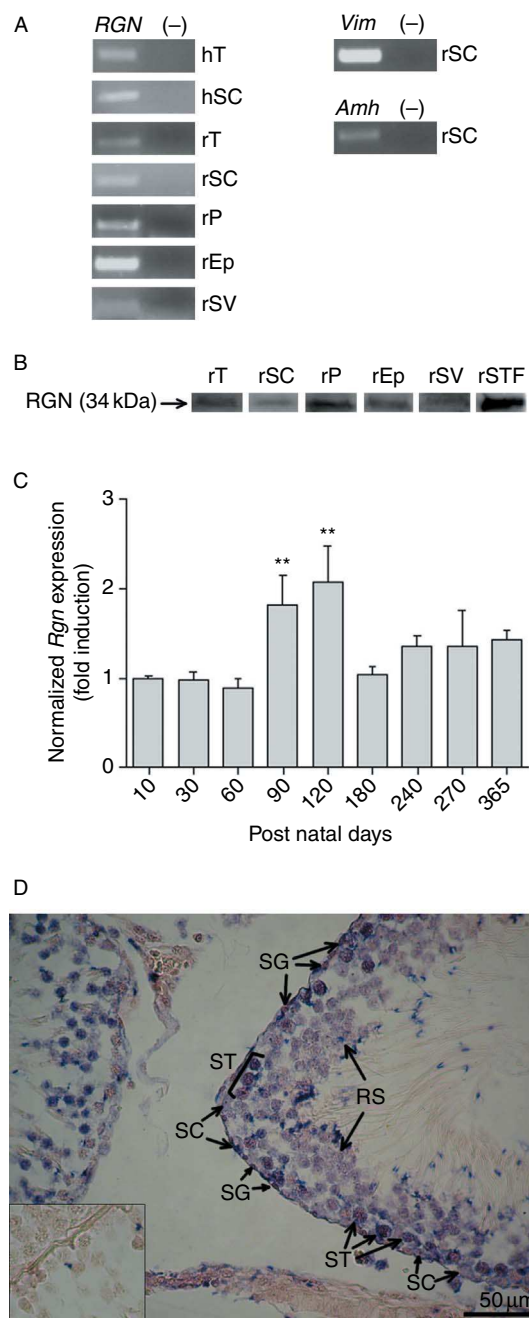 A
RGN (–)
hT
hSC
rT
rSC
rP
rEp
rSV
Vim (–)
rSC
Amh (–)
rSC
B
rT rSC rP rEp rSV rSTF
RGN (34 kDa)
C
Normalized Rgn expression
(fold induction)
3
2
1
0
** **
10 30 60 90 120 180 240 270 365
Post natal days
D
SG
ST
RS
SC
SG
ST
SC
50 µm